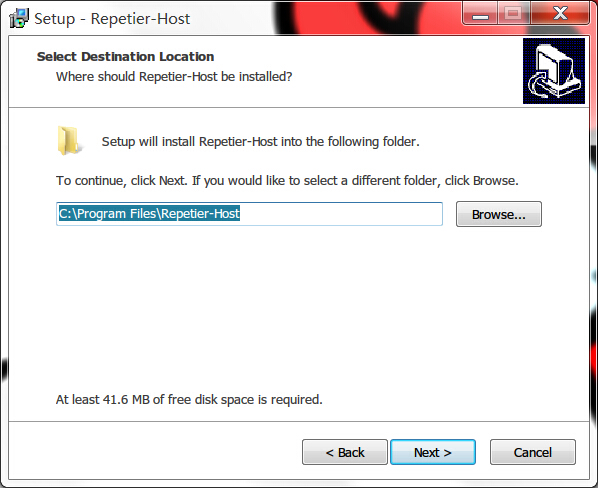 Setup - Repetier-Host
Select Destination Location
Where should Repetier-Host be installed?
Setup will install Repetier-Host into the following folder.
To continue, click Next. If you would like to select a different folder, click Browse.
C:\Program Files\Repetier-Host
Browse...
At least 41.6 MB of free disk space is required.
< Back
Next >
Cancel